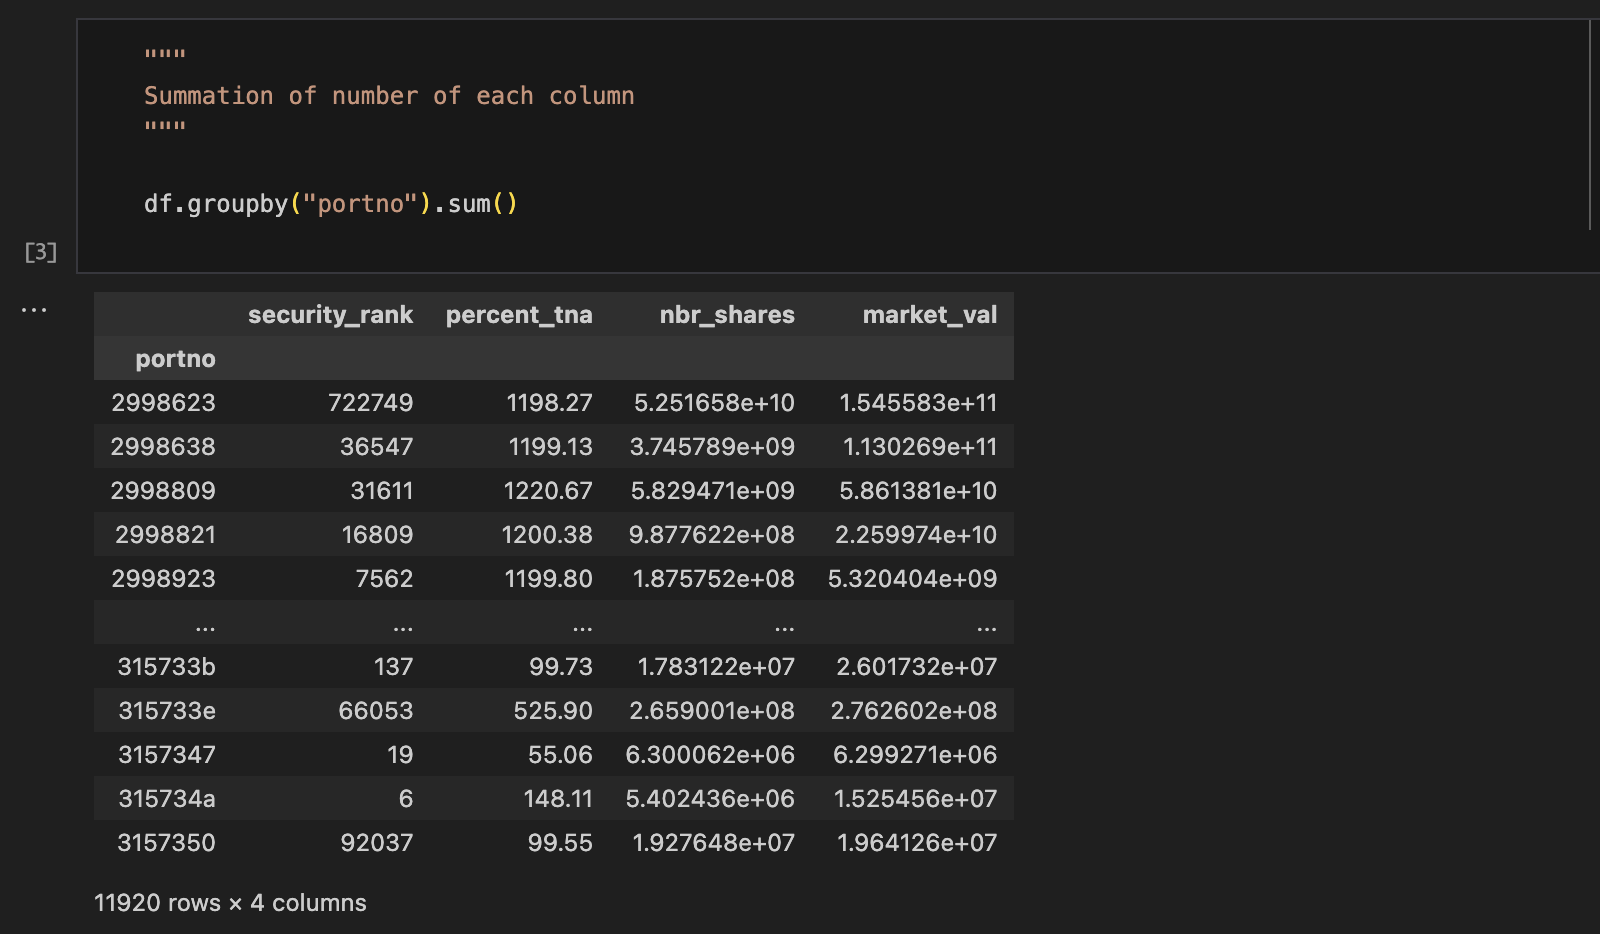 """
Summation of number of each column
"""
df.groupby("portno").sum()
[3]
...
security_rank percent_tna nbr_shares market_val
portno
2998623 722749 1198.27 5.251658e+10 1.545583e+11
2998638 36547 1199.13 3.745789e+09 1.130269e+11
2998809 31611 1220.67 5.829471e+09 5.861381e+10
2998821 16809 1200.38 9.877622e+08 2.259974e+10
2998923 7562 1199.80 1.875752e+08 5.320404e+09
... ... ... ... ...
315733b 137 99.73 1.783122e+07 2.601732e+07
315733e 66053 525.90 2.659001e+08 2.762602e+08
3157347 19 55.06 6.300062e+06 6.299271e+06
315734a 6 148.11 5.402436e+06 1.525456e+07
3157350 92037 99.55 1.927648e+07 1.964126e+07
11920 rows × 4 columns